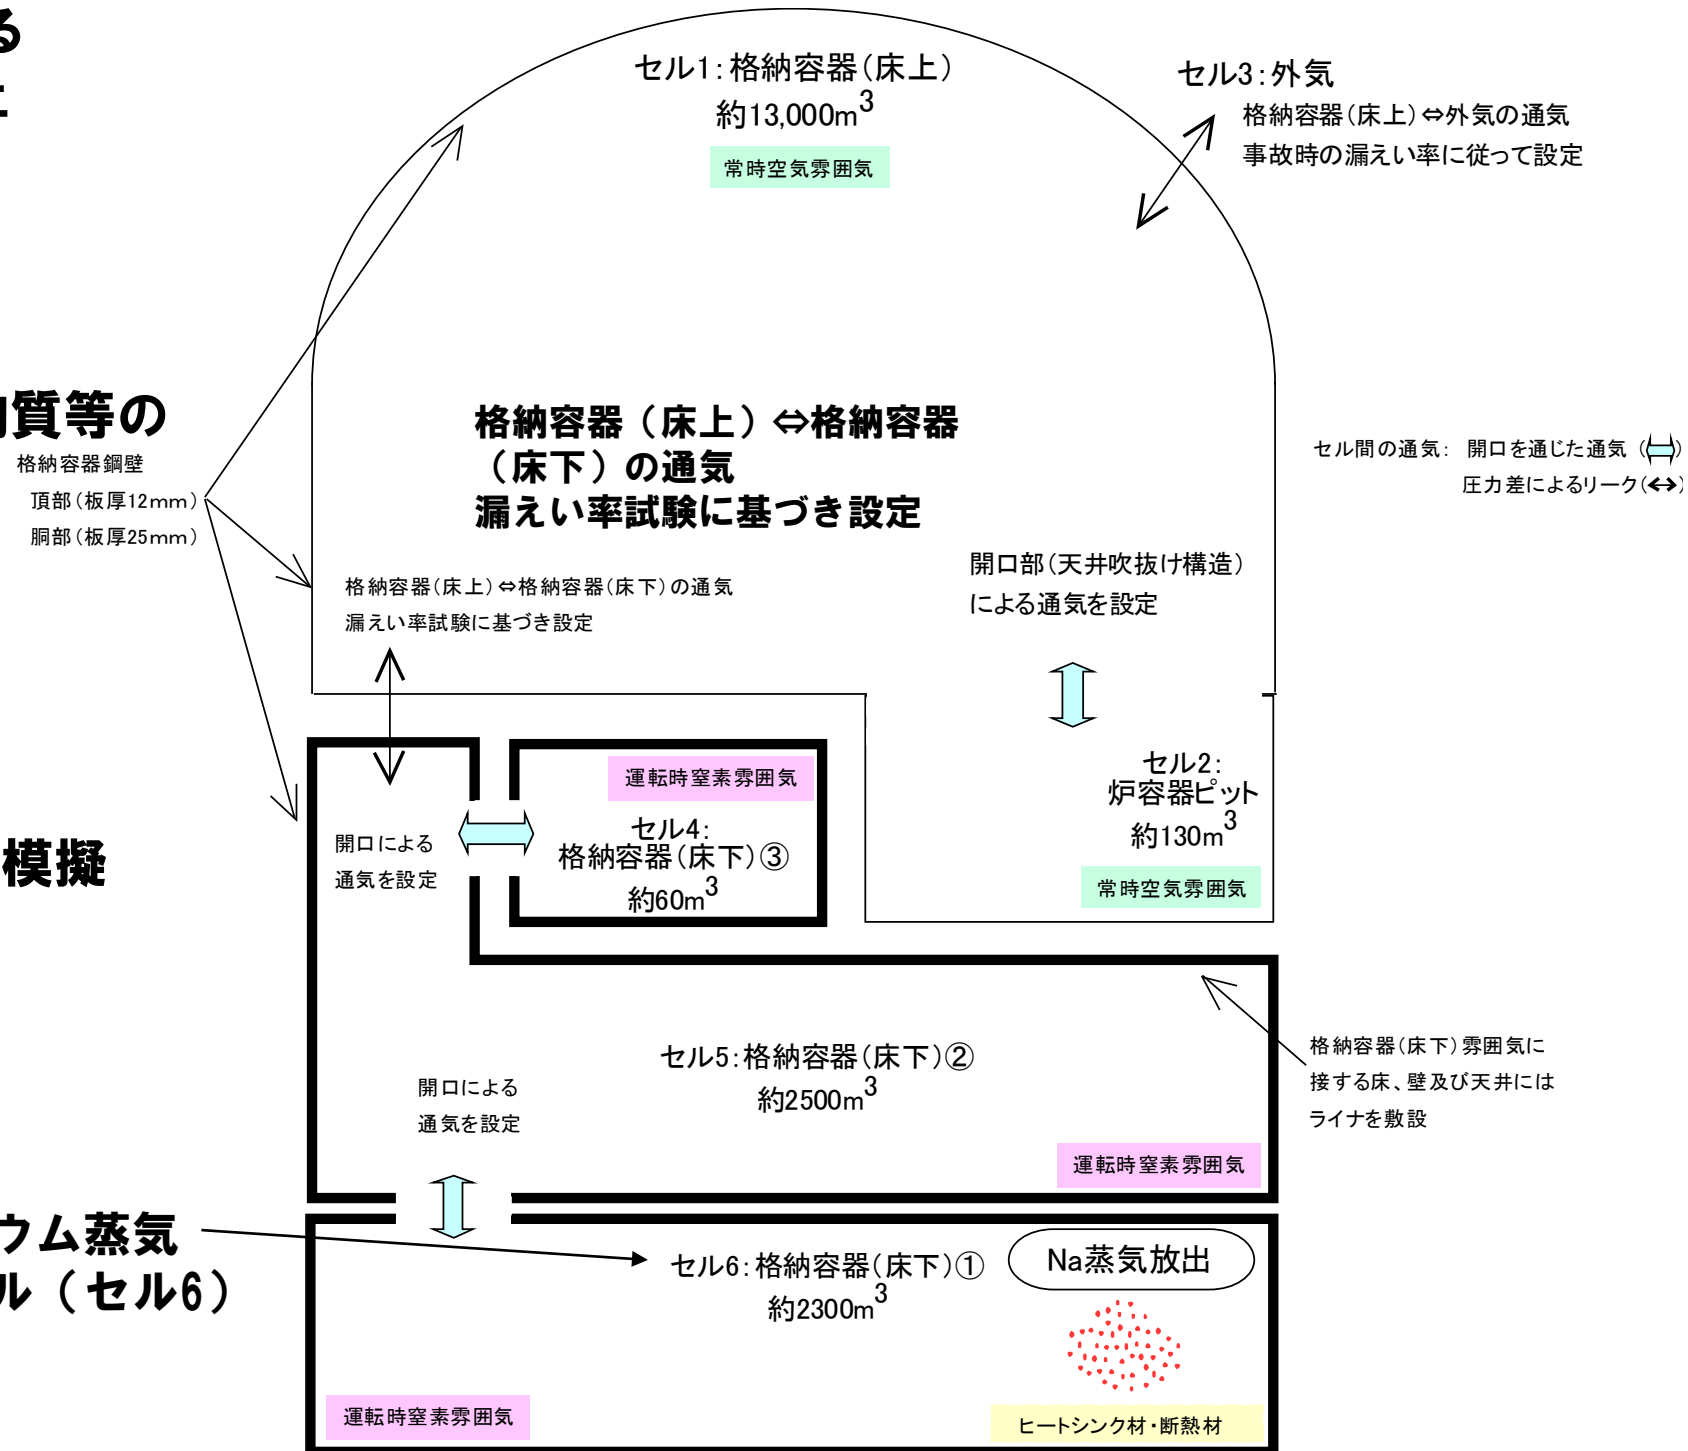 る
セル1：格納容器（床上）
約13,000m3
常時空気雰囲気
セル3：外気
格納容器（床上）⇔外気の通気
事故時の漏えい率に従って設定
質等の
格納容器鋼壁
頂部（板厚12mm）
胴部（板厚25mm）
格納容器（床上）⇔格納容器
（床下）の通気
漏えい率試験に基づき設定
セル間の通気： 開口を通じた通気（⇔）
圧力差によるリーク（↔）
格納容器（床上）⇔格納容器（床下）の通気
漏えい率試験に基づき設定
開口部（天井吹抜け構造）
による通気を設定
運転時窒素雰囲気
セル4：
格納容器（床下）③
約60m3
セル2：
炉容器ピット
約130m3
常時空気雰囲気
開口による
通気を設定
模擬
セル5：格納容器（床下）②
約2500m3
開口による
通気を設定
運転時窒素雰囲気
格納容器（床下）雰囲気に
接する床、壁及び天井には
ライナを敷設
ウム蒸気
ル（セル6）
セル6：格納容器（床下）①
約2300m3
Na蒸気放出
運転時窒素雰囲気
ヒートシンク材・断熱材